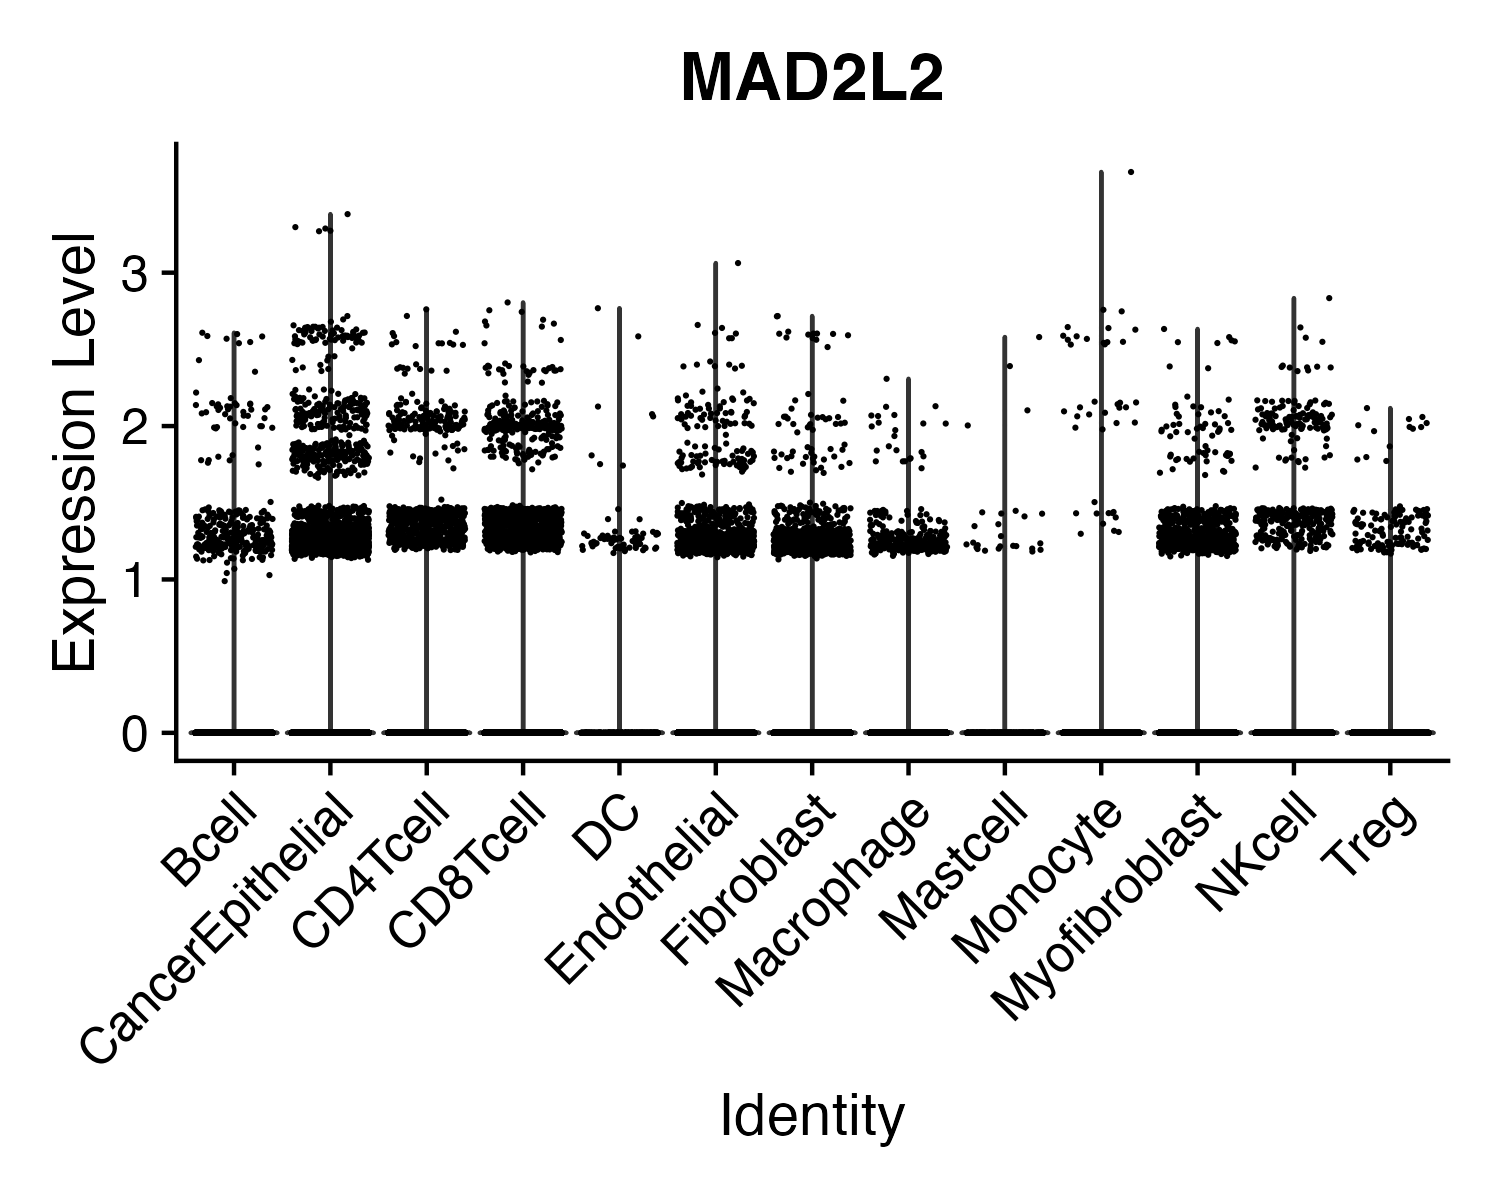 MAD2L2
Expression Level
3
2
1
0
Bcell
CancerEpithelial
CD4Tcell
CD8Tcell
DC
Endothelial
Fibroblast
Macrophage
Mastcell
Monocyte
Myofibroblast
NKcell
Treg
Identity